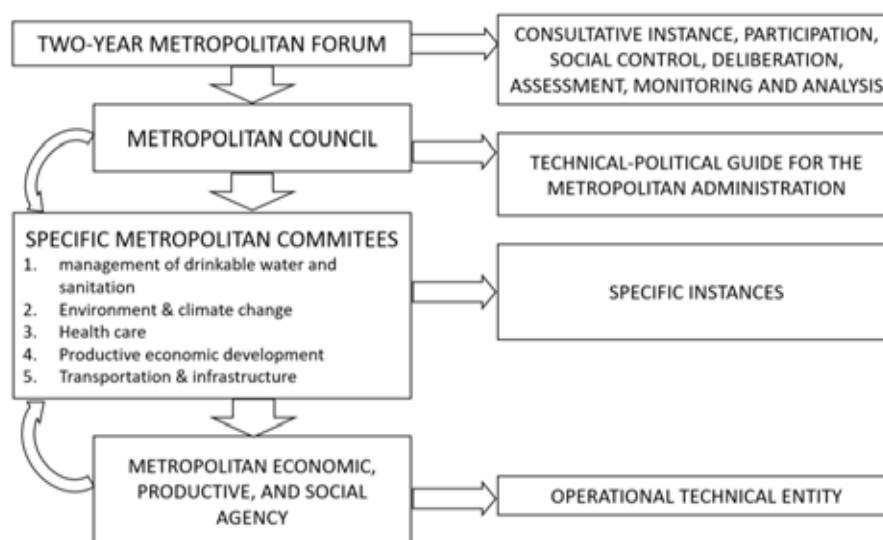 TWO-YEAR METROPOLITAN FORUM
CONSULTATIVE INSTANCE, PARTICIPATION,
SOCIAL CONTROL, DELIBERATION,
ASSESSMENT, MONITORING AND ANALYSIS
METROPOLITAN COUNCIL
TECHNICAL-POLITICAL GUIDE FOR THE
METROPOLITAN ADMINISTRATION
SPECIFIC METROPOLITAN COMMITEES
1. management of drinkable water and
sanitation
2. Environment & climate change
3. Health care
4. Productive economic development
5. Transportation & infrastructure
SPECIFIC INSTANCES
METROPOLITAN ECONOMIC,
PRODUCTIVE, AND SOCIAL
AGENCY
OPERATIONAL TECHNICAL ENTITY